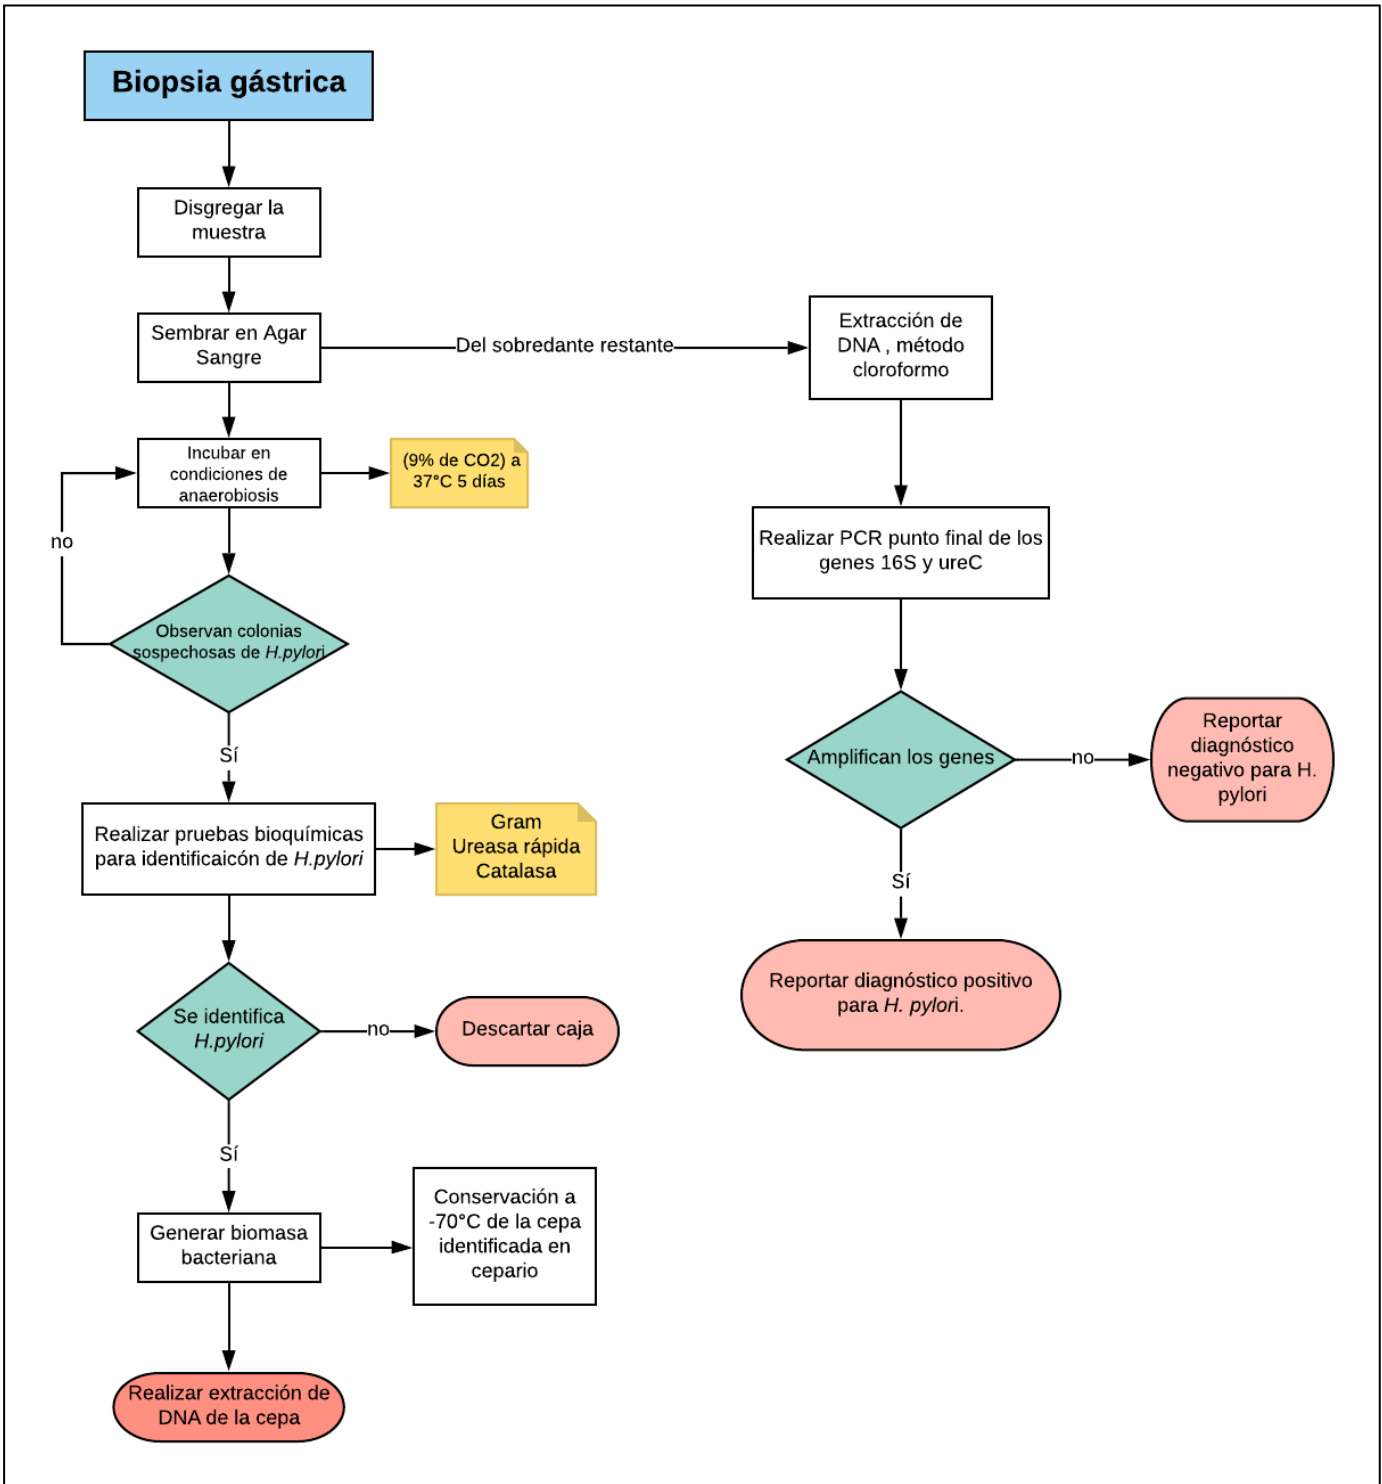 Biopsia gástrica
Disgregar la
muestra
Sembrar en Agar
Sangre
Del sobredante restante
Extracción de
DNA , método
cloroformo
Incubar en
condiciones de
anaerobiosis
(9% de CO2) a
37°C 5 días
no
Realizar PCR punto final de los
genes 16S y ureC
Observan colonias
sospechosas de H.pylori
Sí
Amplifican los genes
no
Reportar
diagnóstico
negativo para H.
pylori
Realizar pruebas bioquímicas
para identificaicón de H.pylori
Gram
Ureasa rápida
Catalasa
Sí
Reportar diagnóstico positivo
para H. pylori.
Se identifica
H.pylori
no
Descartar caja
Sí
Generar biomasa
bacteriana
Conservación a
-70°C de la cepa
identificada en
cepario
Realizar extracción de
DNA de la cepa